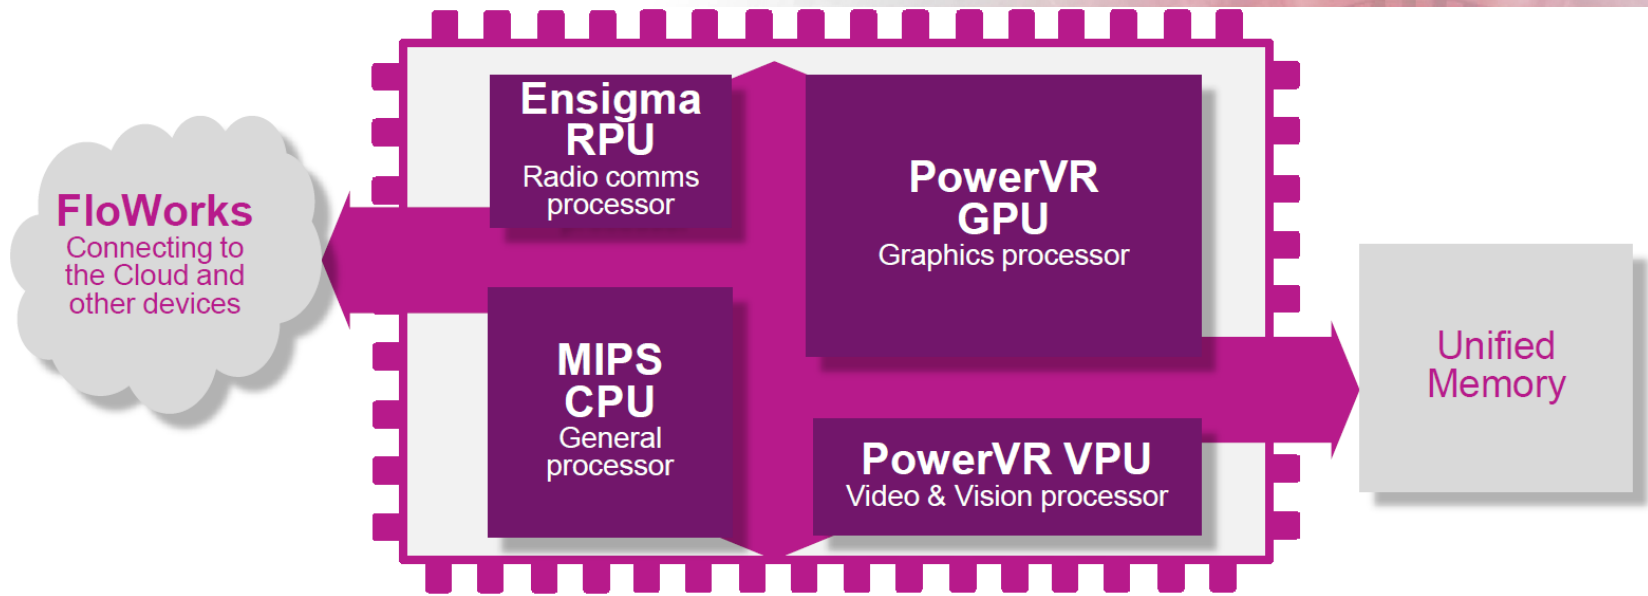 FloWorks
Connecting to
the Cloud and
other devices
Ensigma
RPU
Radio comms
processor
MIPS
CPU
General
processor
PowerVR
GPU
Graphics processor
PowerVR VPU
Video & Vision processor
Unified
Memory